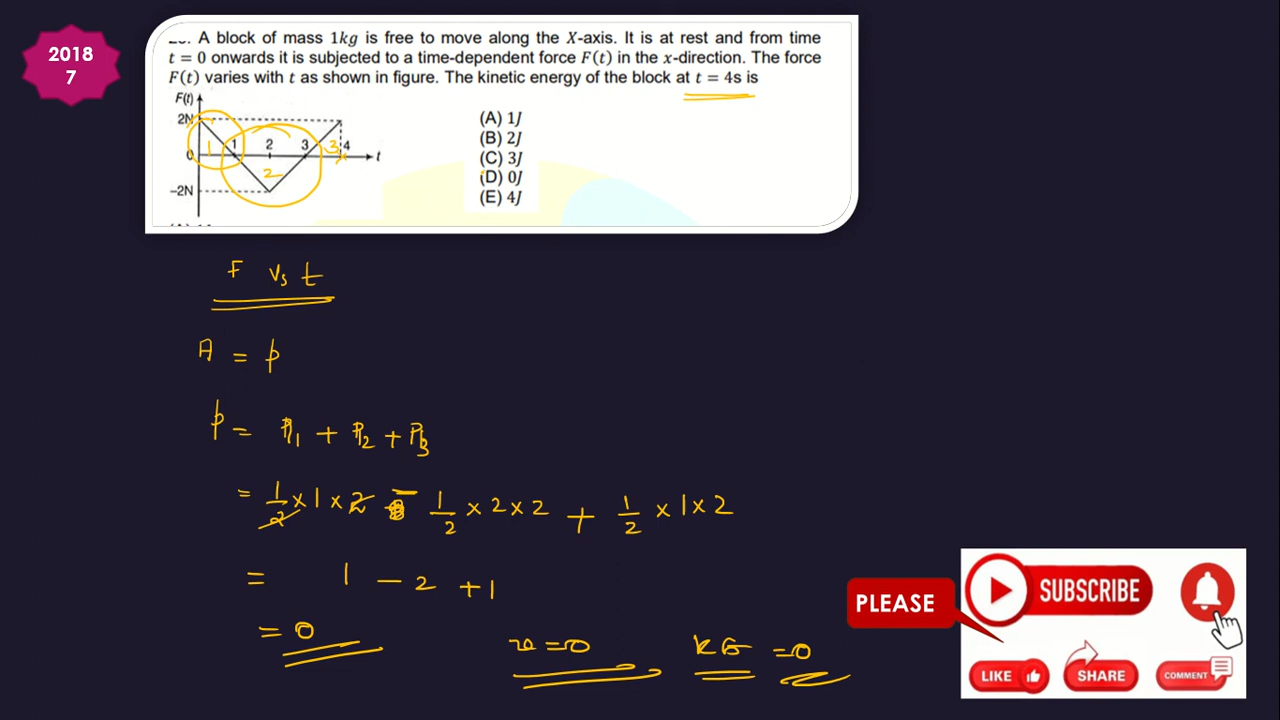 2018
7
A block of mass 1kg is free to move along the X-axis. It is at rest and from time
t = 0 onwards it is subjected to a time-dependent force F(t) in the x-direction. The force
F(t) varies with t as shown in figure. The kinetic energy of the block at t = 4s is
F(t)
2N
0
-2N
1
2
3
4
t
1
2
3
(A) 1J
(B) 2J
(C) 3J
(D) 0J
(E) 4J
F vs t
A = p
p = P1 + P2 + P3
= 1/2 × 1 × 2 - 1/2 × 2 × 2 + 1/2 × 1 × 2
= 1 - 2 + 1
= 0
v = 0
KE = 0
PLEASE
SUBSCRIBE
LIKE
SHARE
COMMENT